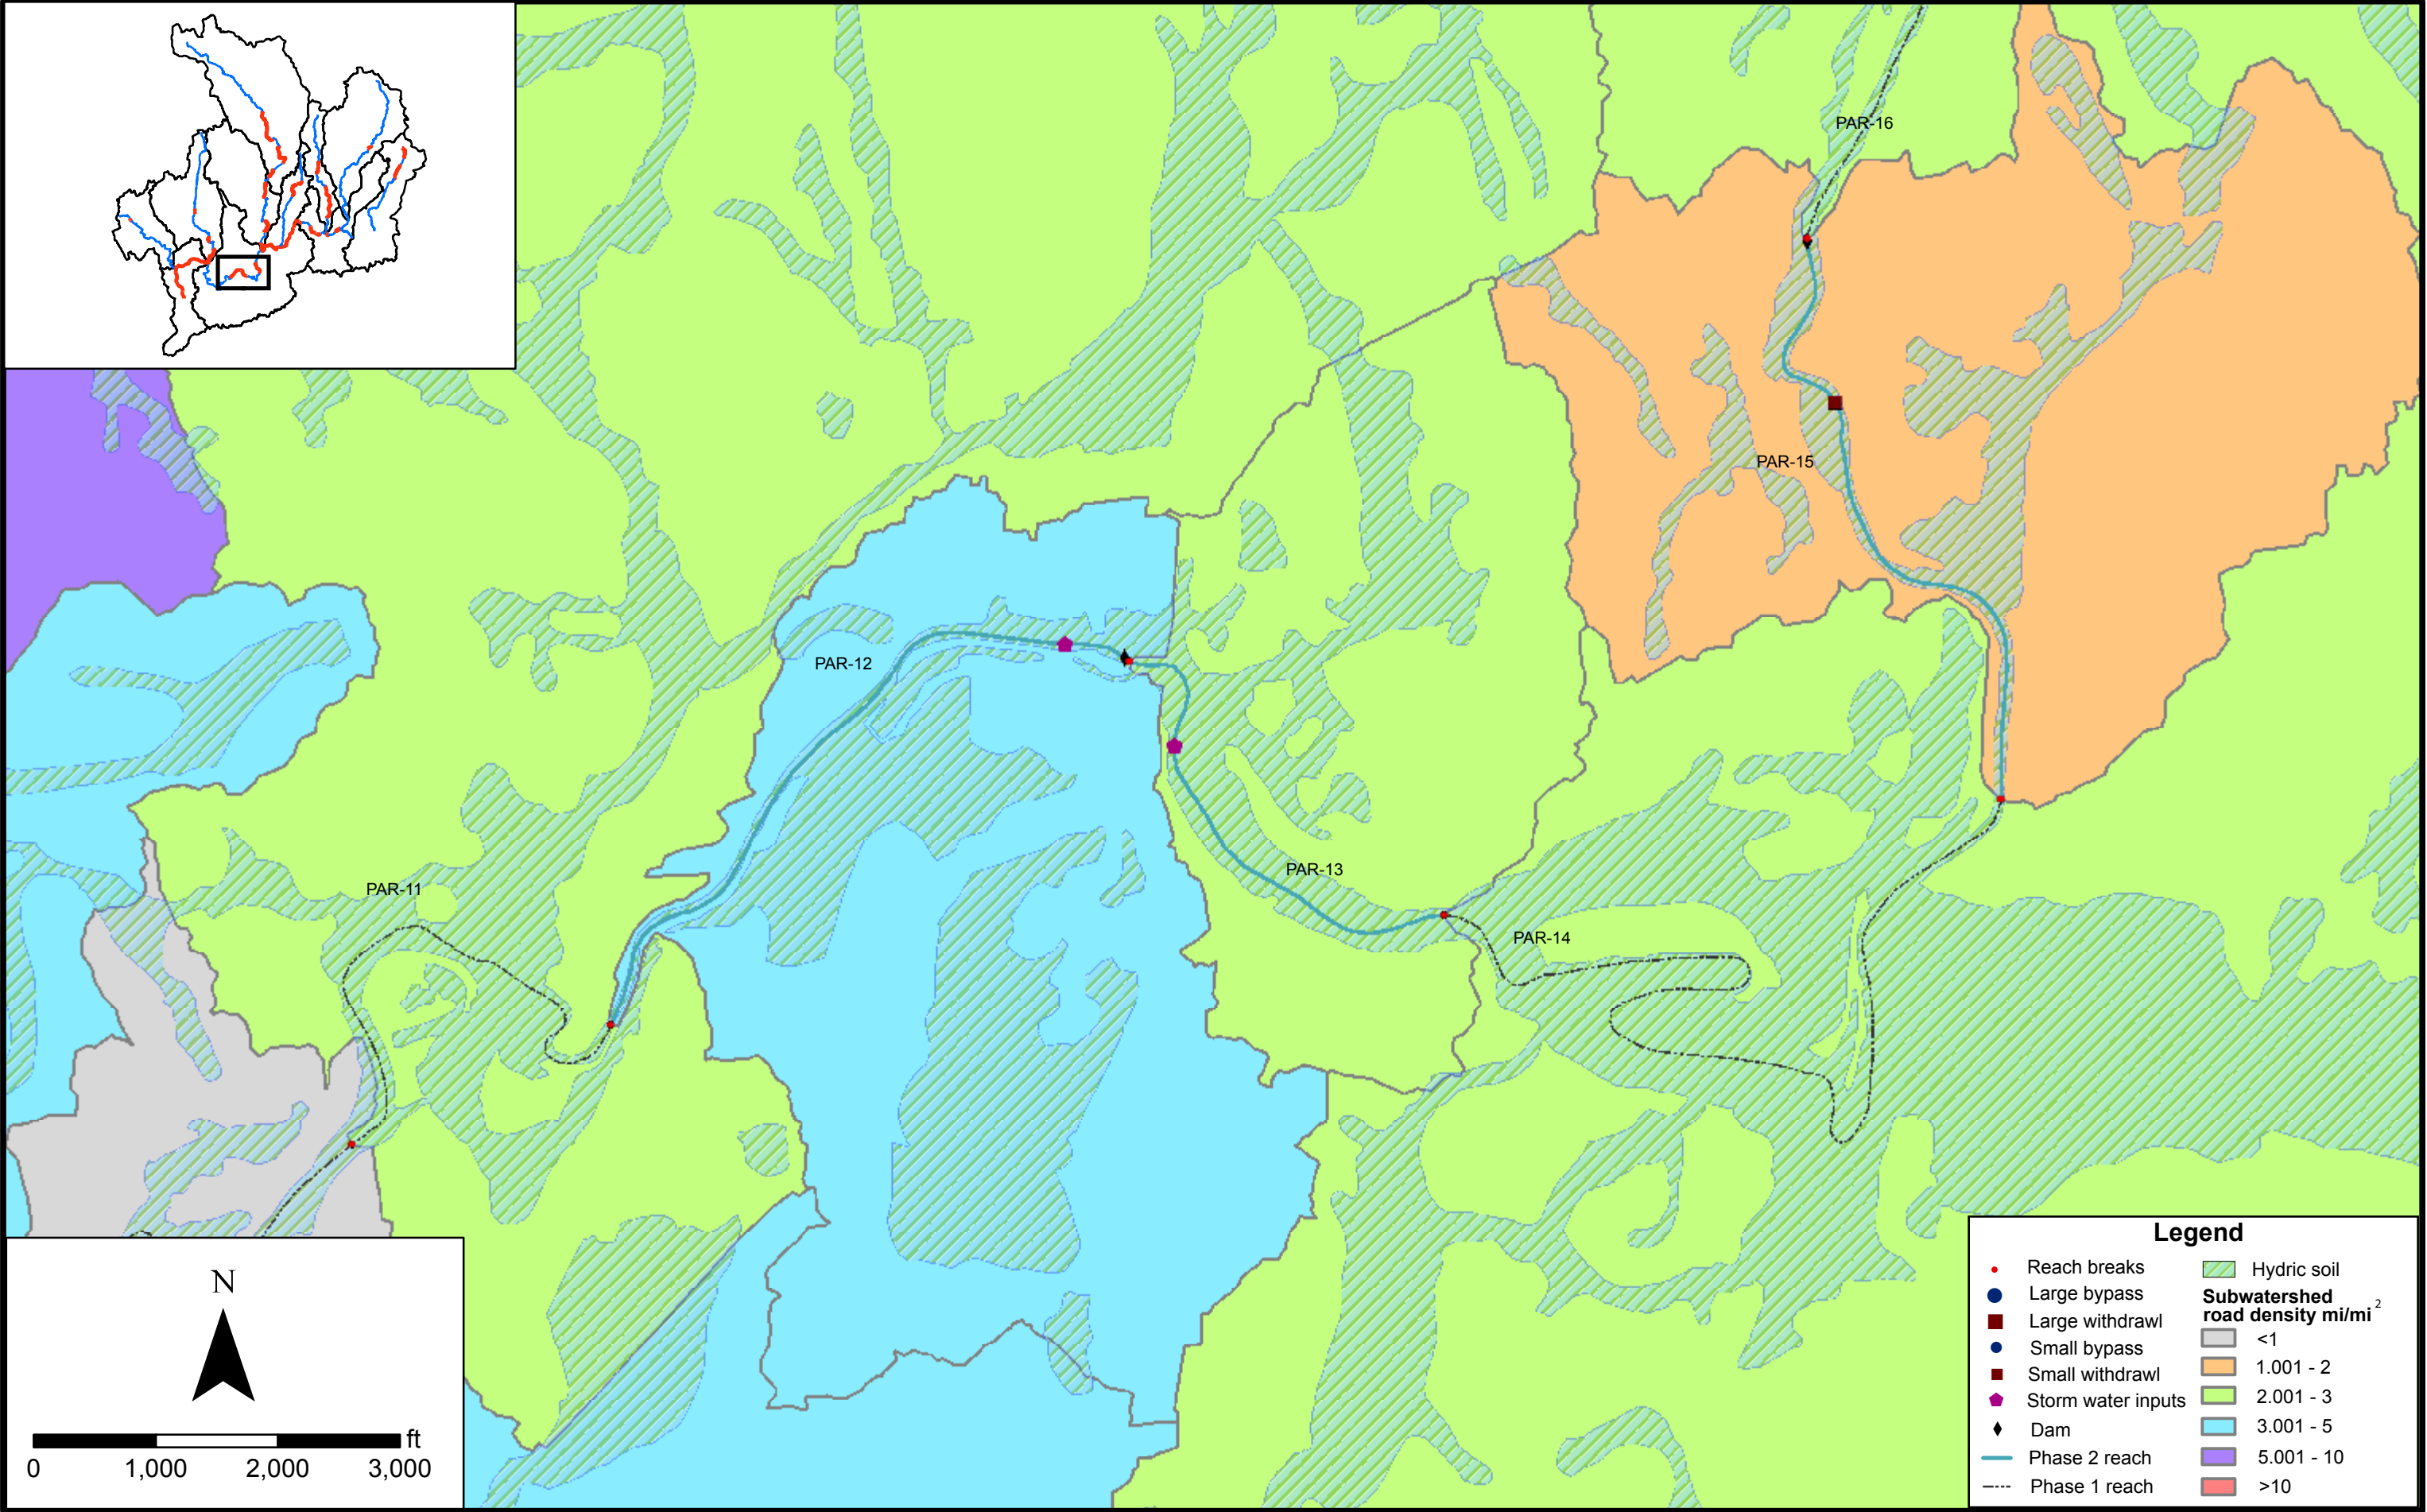 PAR-16
PAR-15
PAR-12
PAR-13
PAR-11
PAR-14
N
ft
0 1,000 2,000 3,000
Legend
Reach breaks
Large bypass
Large withdrawl
Small bypass
Small withdrawl
Storm water inputs
Dam
Phase 2 reach
Phase 1 reach
Hydric soil
Subwatershed
road density mi/mi 2
<1
1.001 - 2
2.001 - 3
3.001 - 5
5.001 - 10
>10